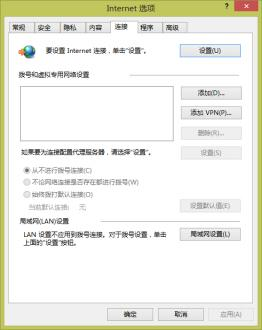 Internet 选项
?
常规 安全 隐私 内容 连接 程序 高级
要设置 Internet 连接，单击“设置”。
设置(U)
拨号和虚拟专用网络设置
添加(D)...
添加 VPN(P)...
删除(R)...
如果要为连接配置代理服务器，请选择“设置”。
设置(S)
从不进行拨号连接(C)
不论网络连接是否存在都进行拨号(W)
始终拨打默认连接(O)
当前默认连接: 无
设置默认值(E)
局域网(LAN)设置
LAN 设置不应用到拨号连接。对于拨号设置，单击
上面的“设置”按钮。
局域网设置(L)
确定 取消 应用(A)